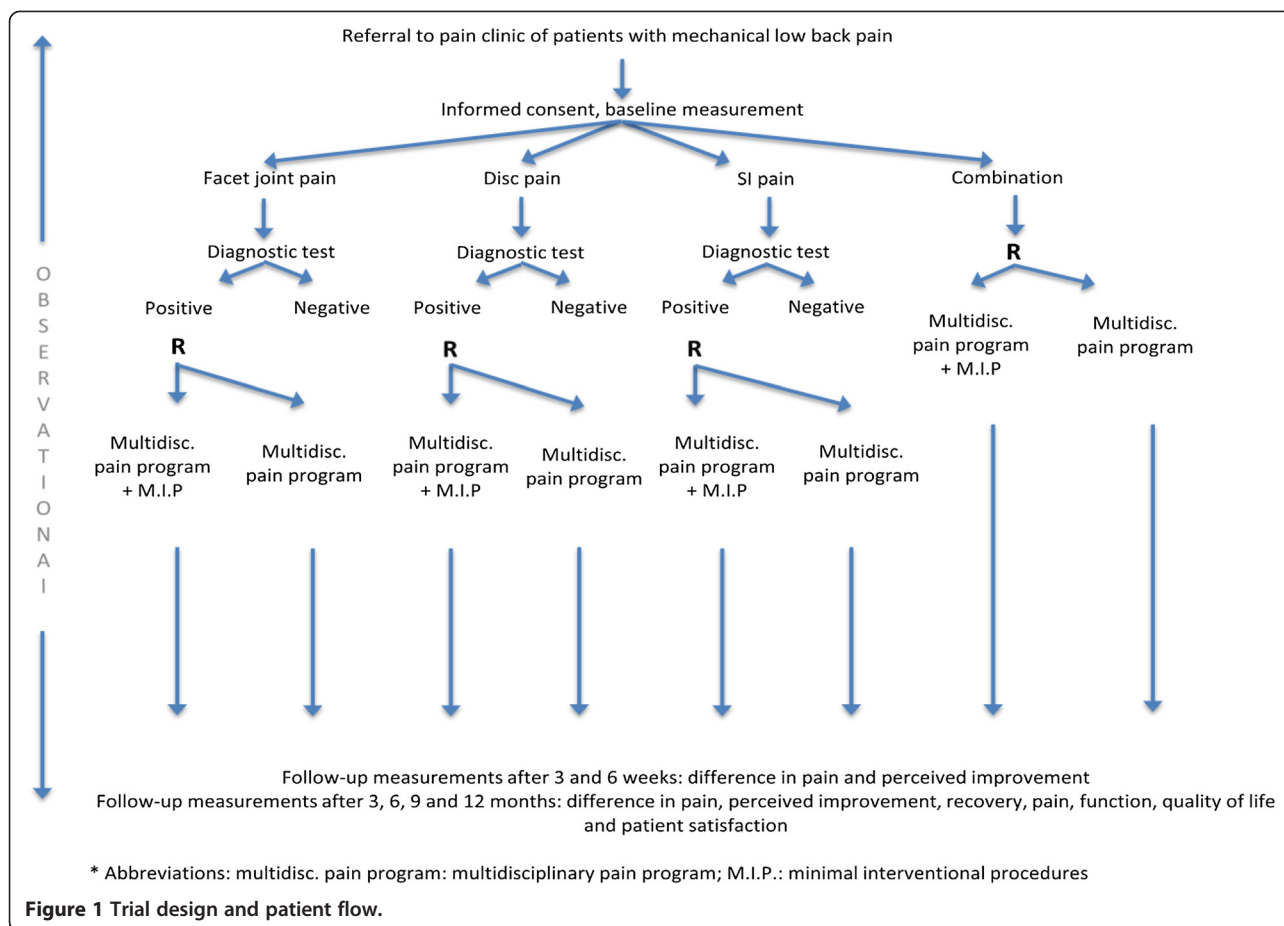 Referral to pain clinic of patients with mechanical low back pain
Informed consent, baseline measurement
Facet joint pain
Disc pain
SI pain
Combination
Diagnostic test
Diagnostic test
Diagnostic test
R
Positive
Negative
Positive
Negative
Positive
Negative
R
R
R
Multidisc.
pain program
+ M.I.P
Multidisc.
pain program
Multidisc.
pain program
+ M.I.P
Multidisc.
pain program
Multidisc.
pain program
+ M.I.P
Multidisc.
pain program
Multidisc.
pain program
+ M.I.P
Multidisc.
pain program
O
B
S
E
R
V
A
T
I
O
N
A
l
Follow-up measurements after 3 and 6 weeks: difference in pain and perceived improvement
Follow-up measurements after 3, 6, 9 and 12 months: difference in pain, perceived improvement, recovery, pain, function, quality of life
and patient satisfaction
* Abbreviations: multidisc. pain program: multidisciplinary pain program; M.I.P.: minimal interventional procedures
Figure 1 Trial design and patient flow.